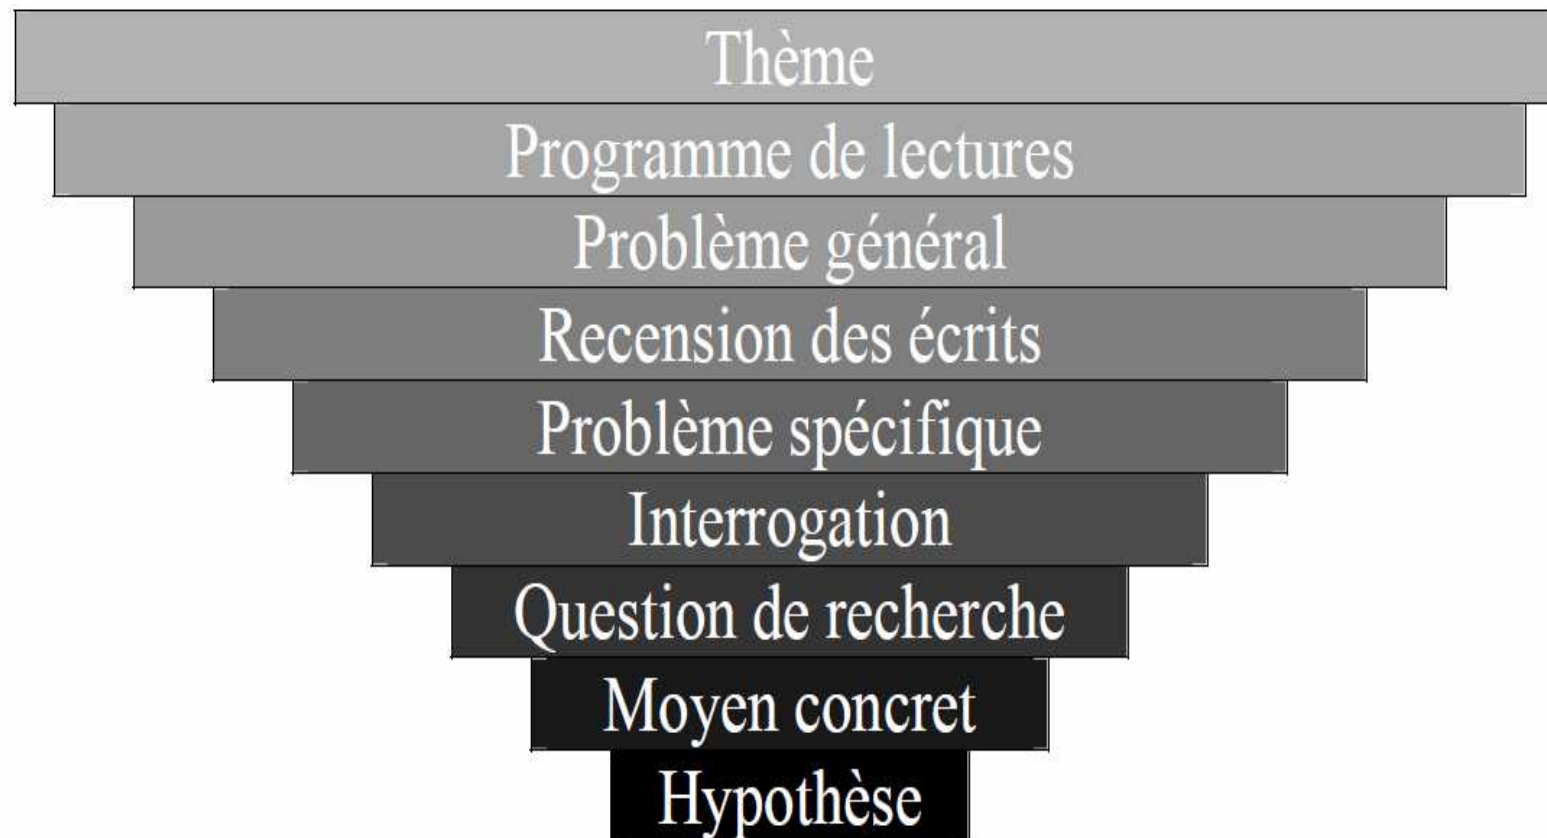 Thème
Programme de lectures
Problème général
Recension des écrits
Problème spécifique
Interrogation
Question de recherche
Moyen concret
Hypothèse